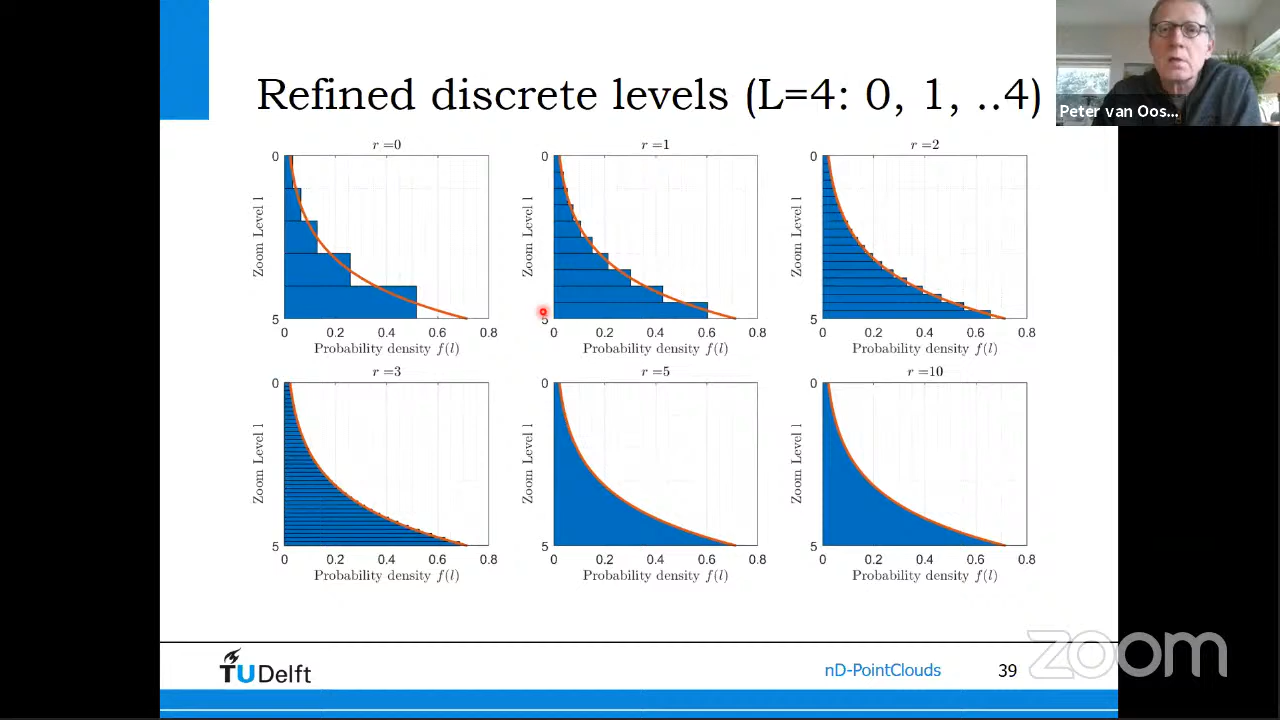 Refined discrete levels (L=4: 0, 1, ..4)
Peter van Oos...
r =0
0
5
Zoom Level l
0 0.2 0.4 0.6 0.8
Probability density f(l)
r =1
0
5
Zoom Level l
0 0.2 0.4 0.6 0.8
Probability density f(l)
r =2
0
5
Zoom Level l
0 0.2 0.4 0.6 0.8
Probability density f(l)
r =3
0
5
Zoom Level l
0 0.2 0.4 0.6 0.8
Probability density f(l)
r =5
0
5
Zoom Level l
0 0.2 0.4 0.6 0.8
Probability density f(l)
r =10
0
5
Zoom Level l
0 0.2 0.4 0.6 0.8
Probability density f(l)
TUDelft
nD-PointClouds
39
zoom